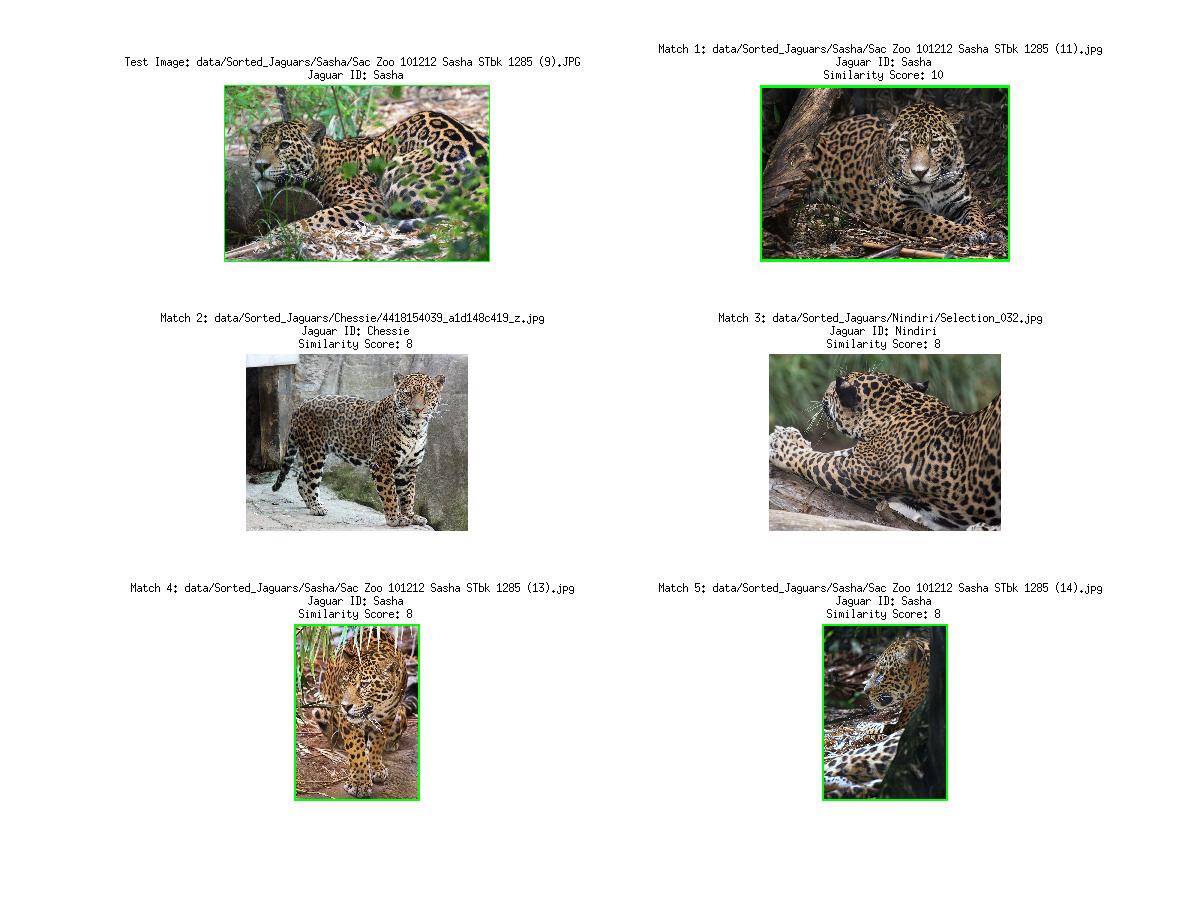 Test Image: data/Sorted_Jaguars/Sasha/Sac Zoo 101212 Sasha STbk 1285 (9).JPG
Jaguar ID: Sasha
Match 1: data/Sorted_Jaguars/Sasha/Sac Zoo 101212 Sasha STbk 1285 (11).jpg
Jaguar ID: Sasha
Similarity Score: 10
Match 2: data/Sorted_Jaguars/Chessie/4418154039_a1d148c419_z.jpg
Jaguar ID: Chessie
Similarity Score: 8
Match 3: data/Sorted_Jaguars/Nindiri/Selection_032.jpg
Jaguar ID: Nindiri
Similarity Score: 8
Match 4: data/Sorted_Jaguars/Sasha/Sac Zoo 101212 Sasha STbk 1285 (13).jpg
Jaguar ID: Sasha
Similarity Score: 8
Match 5: data/Sorted_Jaguars/Sasha/Sac Zoo 101212 Sasha STbk 1285 (14).jpg
Jaguar ID: Sasha
Similarity Score: 8